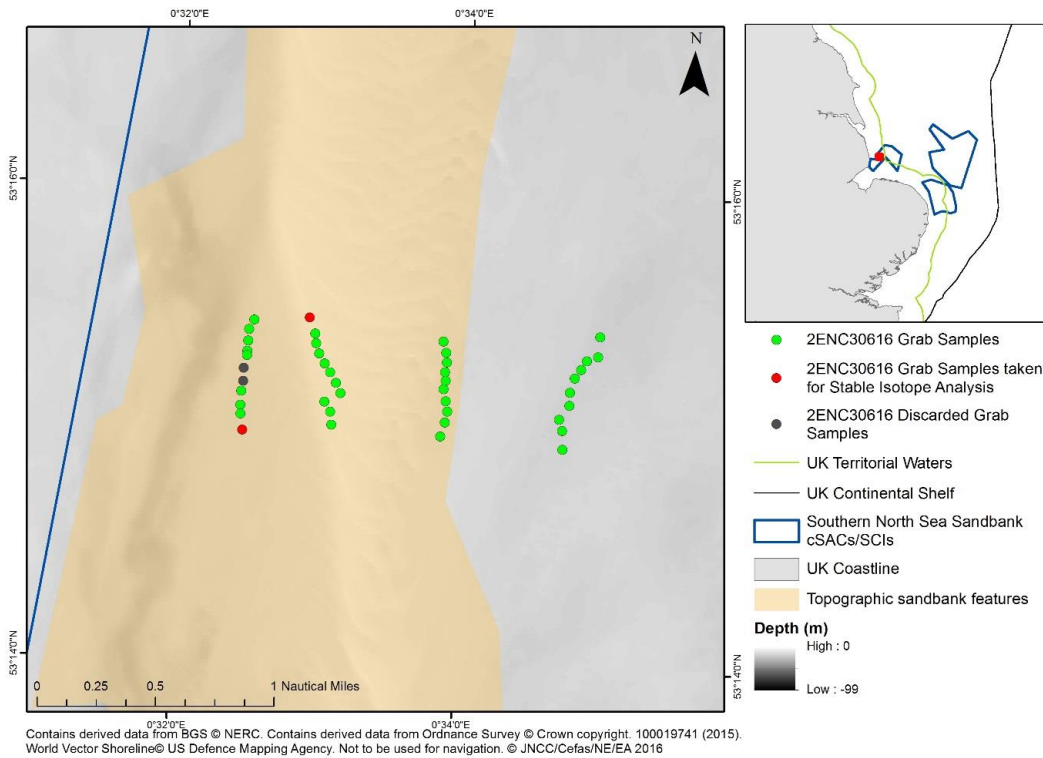 0°32'0"E
0°34'0"E
N
53°16'0"N
53°16'0"N
2ENC30616 Grab Samples
2ENC30616 Grab Samples taken
for Stable Isotope Analysis
2ENC30616 Discarded Grab
Samples
UK Territorial Waters
UK Continental Shelf
Southern North Sea Sandbank
cSACs/SCIs
UK Coastline
Topographic sandbank features
Depth (m)
High : 0
Low : -99
53°14'0"N
53°14'0"N
0 0.25 0.5 1 Nautical Miles
0°32'0"E
0°34'0"E
Contains derived data from BGS © NERC. Contains derived data from Ordnance Survey © Crown copyright. 100019741 (2015).
World Vector Shoreline© US Defence Mapping Agency. Not to be used for navigation. © JNCC/Cefas/NE/EA 2016